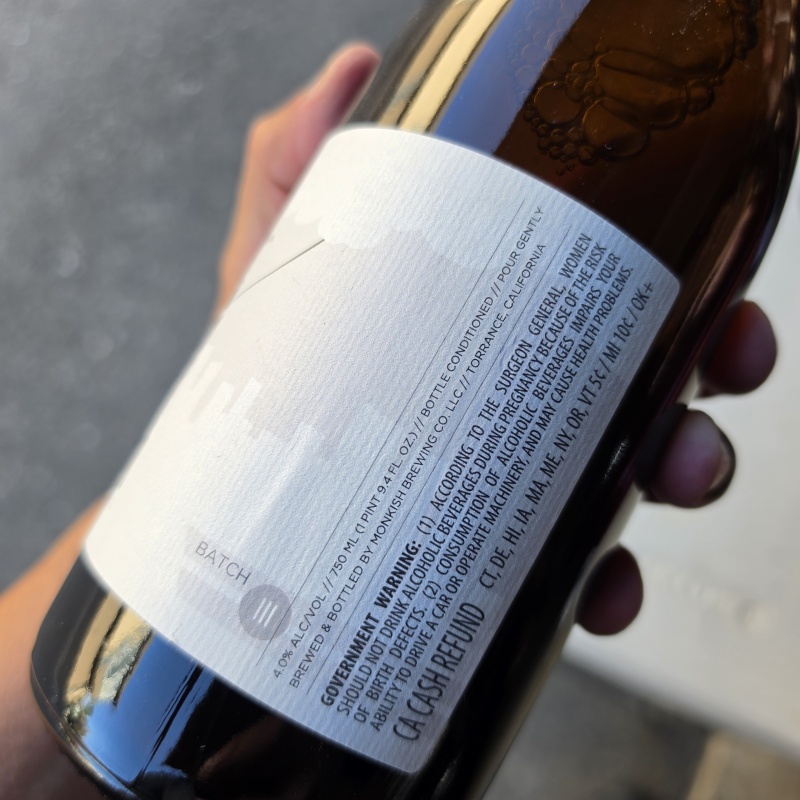 BATCH
III
4.0% ALC/VOL // 750 ML (1 PINT 9.4 FL. OZ.) // BOTTLE CONDITIONED // POUR GENTLY
BREWED & BOTTLED BY MONKISH BREWING CO. LLC // TORRANCE, CALIFORNIA
GOVERNMENT WARNING: (1) ACCORDING TO THE SURGEON GENERAL, WOMEN
SHOULD NOT DRINK ALCOHOLIC BEVERAGES DURING PREGNANCY BECAUSE OF THE RISK
OF BIRTH DEFECTS. (2) CONSUMPTION OF ALCOHOLIC BEVERAGES IMPAIRS YOUR
ABILITY TO DRIVE A CAR OR OPERATE MACHINERY, AND MAY CAUSE HEALTH PROBLEMS.
CA CASH REFUND CT, DE, HI, IA, MA, ME, NY, OR, VT 5¢ / MI 10¢ / OK+